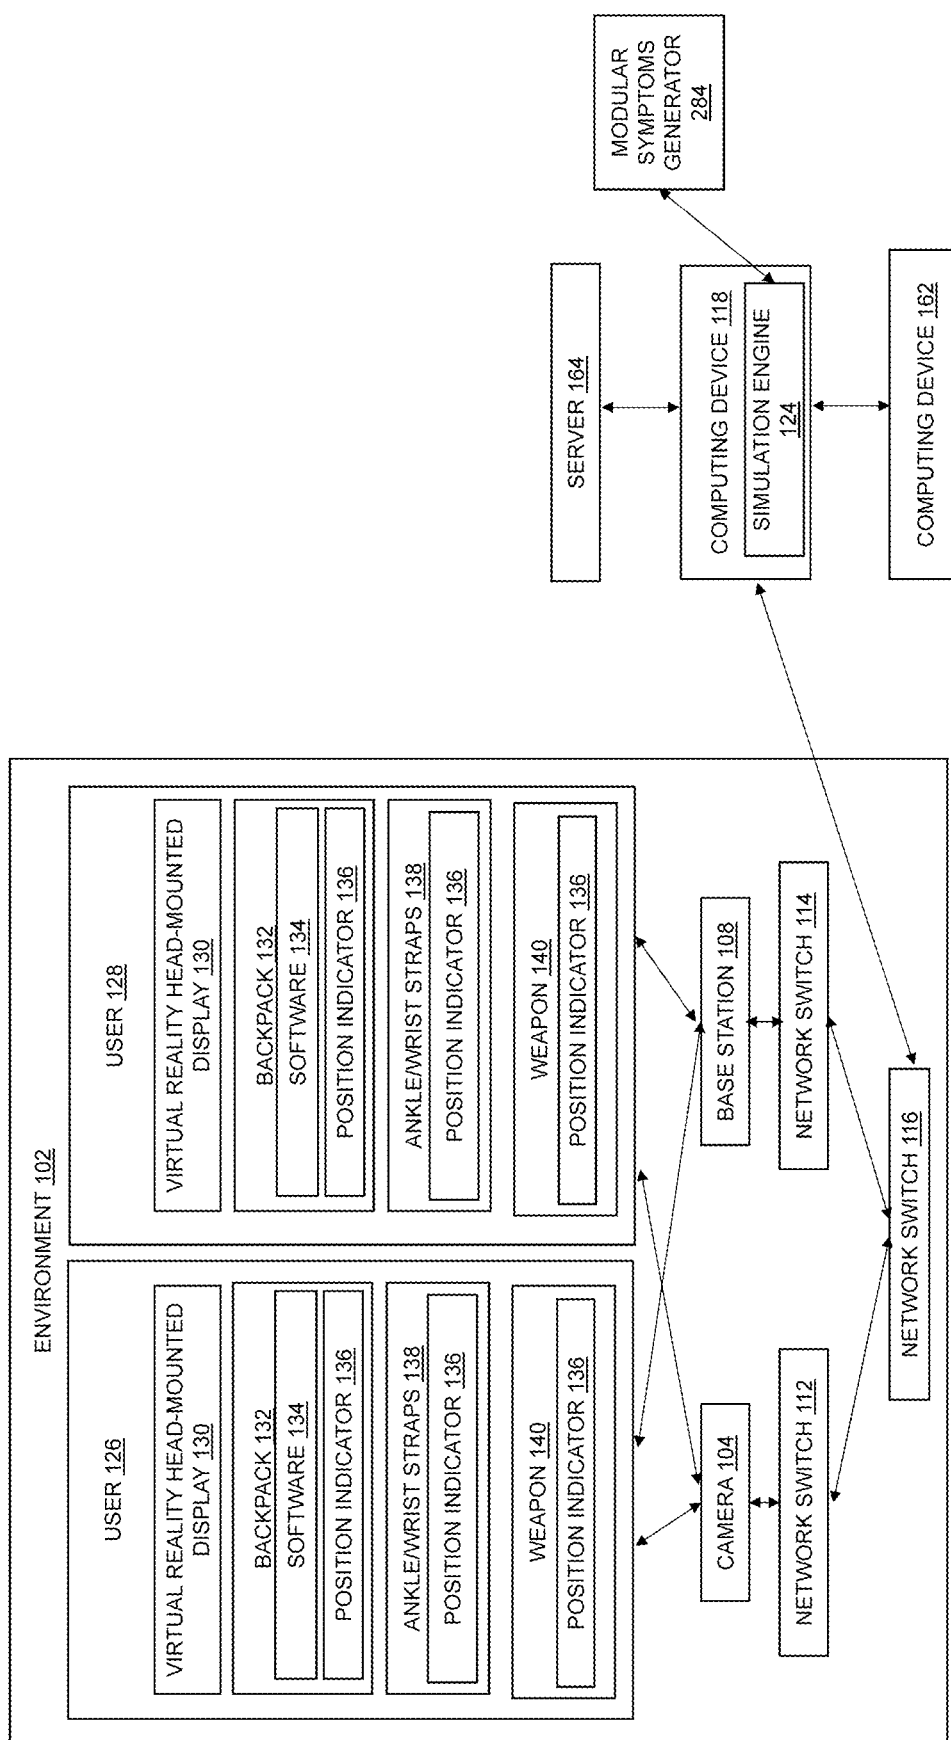 ENVIRONMENT 102
USER 126
VIRTUAL REALITY HEAD-MOUNTED
DISPLAY 130
BACKPACK 132
SOFTWARE 134
POSITION INDICATOR 136
ANKLE/WRIST STRAPS 138
POSITION INDICATOR 136
WEAPON 140
POSITION INDICATOR 136
USER 128
VIRTUAL REALITY HEAD-MOUNTED
DISPLAY 130
BACKPACK 132
SOFTWARE 134
POSITION INDICATOR 136
ANKLE/WRIST STRAPS 138
POSITION INDICATOR 136
WEAPON 140
POSITION INDICATOR 136
CAMERA 104
NETWORK SWITCH 112
BASE STATION 108
NETWORK SWITCH 114
NETWORK SWITCH 116
SERVER 164
COMPUTING DEVICE 118
SIMULATION ENGINE
124
COMPUTING DEVICE 162
MODULAR
SYMPTOMS
GENERATOR
284